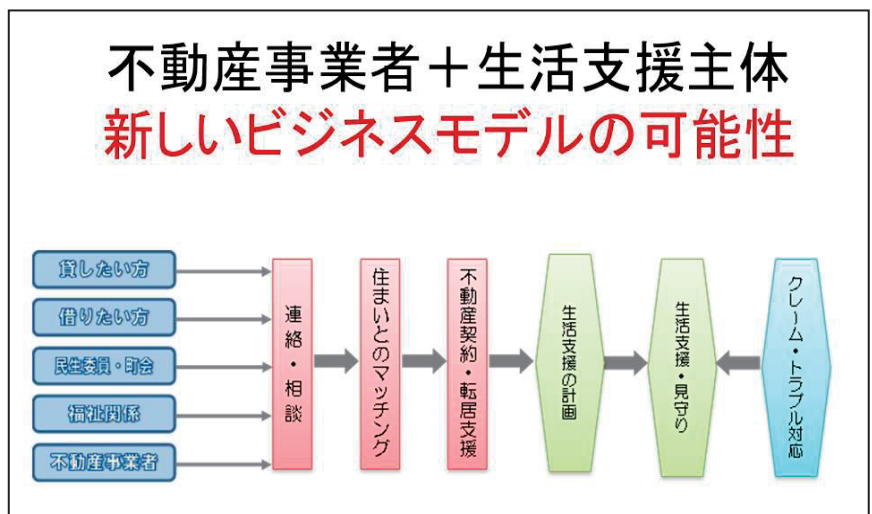 不動産事業者＋生活支援主体
新しいビジネスモデルの可能性
貸したい方
借りたい方
民生委員・町会
福祉関係
不動産事業者
連絡・相談
住まいとのマッチング
不動産契約・転居支援
生活支援の計画
生活支援・見守り
クレーム・トラブル対応